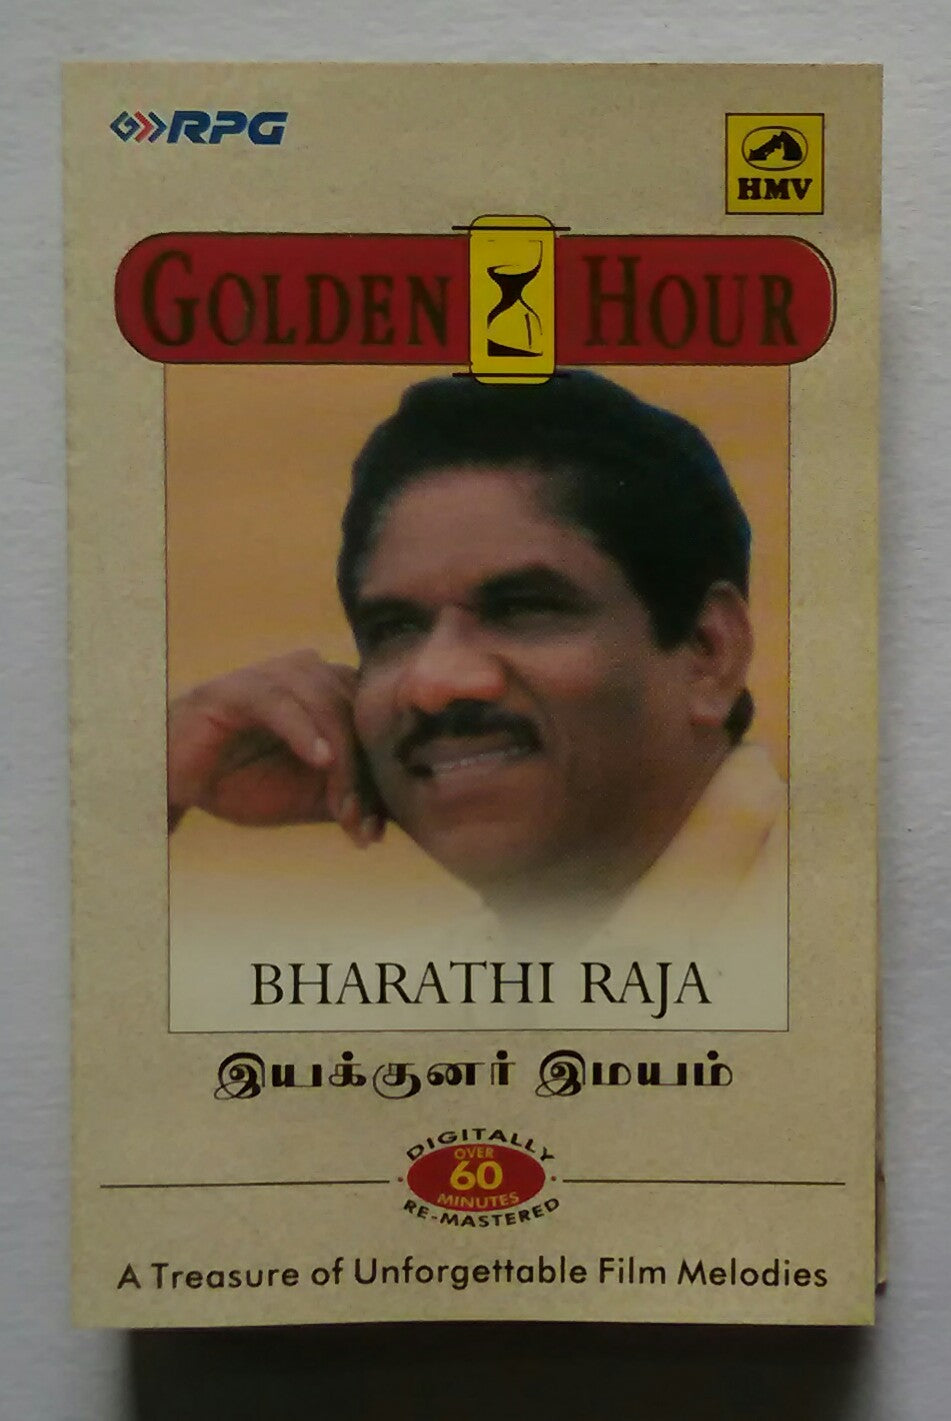 RPG
HMV
GOLDEN HOUR
BHARATHI RAJA
இயக்குனர் இமயம்
DIGITALLY
OVER
60
MINUTES
RE-MASTERED
A Treasure of Unforgettable Film Melodies